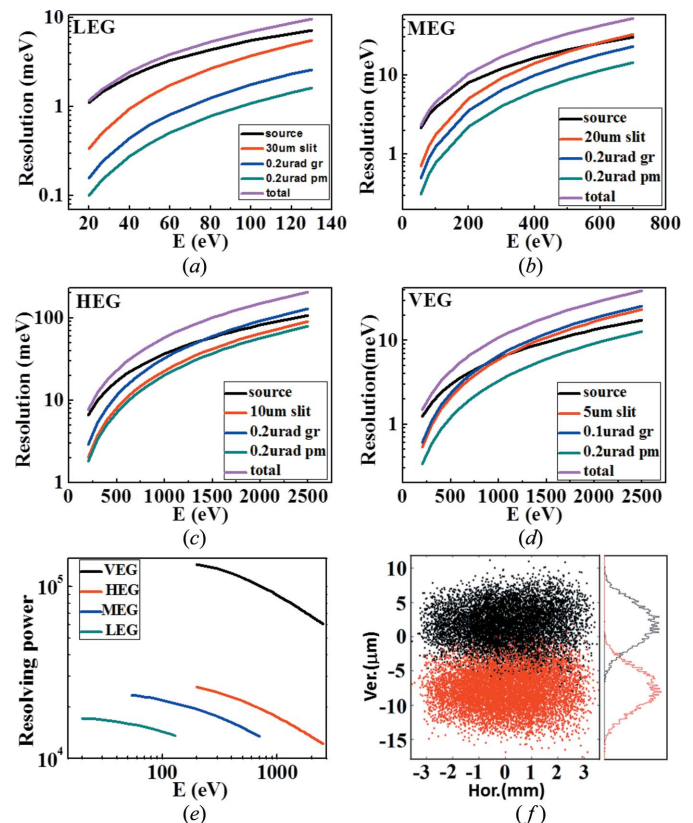 LEG
Resolution (meV)
10
1
0.1
source
30um slit
0.2urad gr
0.2urad pm
total
20 40 60 80 100 120 140
E (eV)
(a)
MEG
Resolution (meV)
10
1
source
20um slit
0.2urad gr
0.2urad pm
total
200 400 600 800
E (eV)
(b)
HEG
Resolution (meV)
100
10
1
source
10um slit
0.2urad gr
0.2urad pm
total
0 500 1000 1500 2000 2500
E (eV)
(c)
VEG
Resolution(meV)
10
1
source
5um slit
0.1urad gr
0.2urad pm
total
0 500 1000 1500 2000 2500
E (eV)
(d)
Resolving power
10⁵
10⁴
VEG
HEG
MEG
LEG
100 1000
E (eV)
(e)
Ver.(μm)
10
5
0
-5
-10
-15
-3 -2 -1 0 1 2 3
Hor.(mm)
(f)